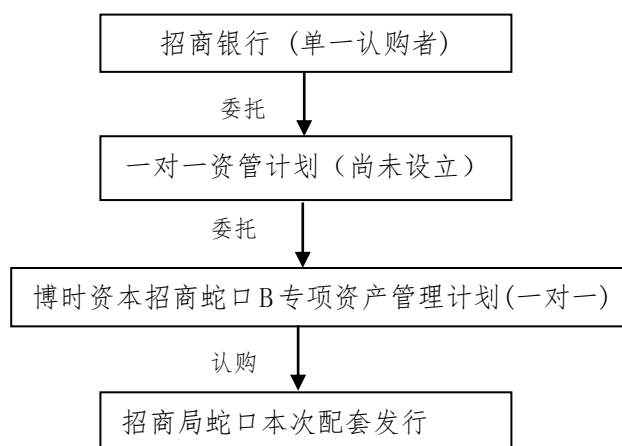 招商银行 (单一认购者)
委托
一对一资管计划（尚未设立）
委托
博时资本招商蛇口B专项资产管理计划(一对一)
认购
招商局蛇口本次配套发行